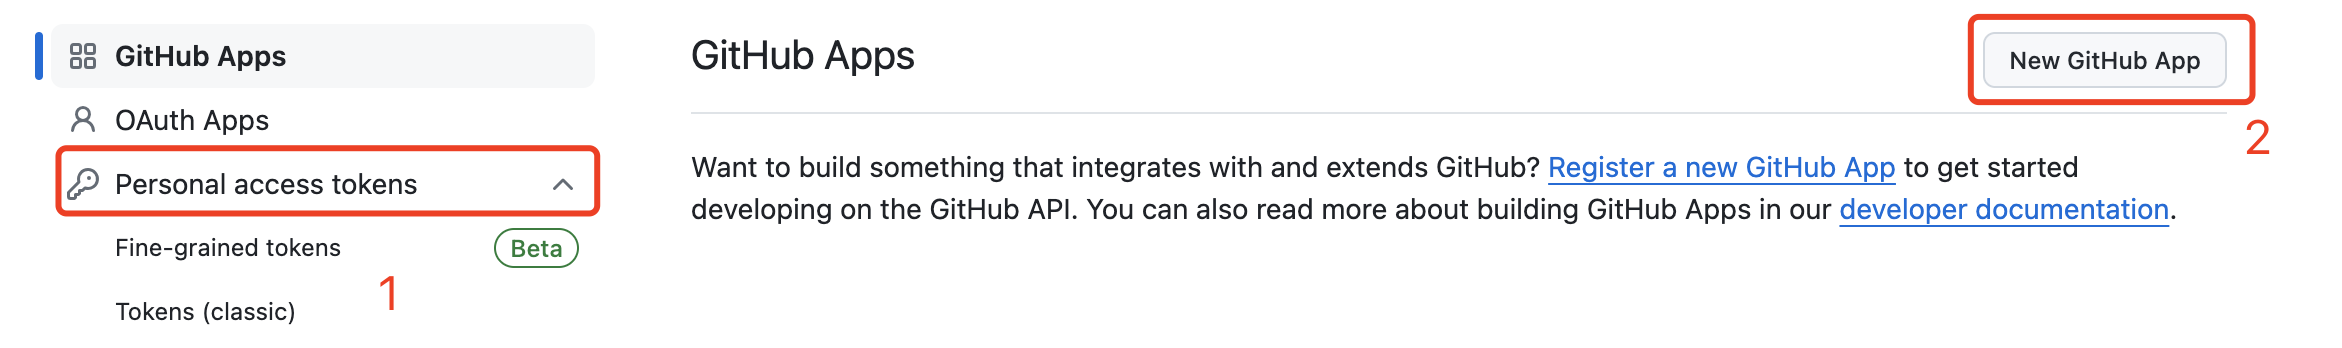 GitHub Apps
OAuth Apps
Personal access tokens
Fine-grained tokens Beta
1
Tokens (classic)
GitHub Apps
New GitHub App
2
Want to build something that integrates with and extends GitHub? Register a new GitHub App to get started
developing on the GitHub API. You can also read more about building GitHub Apps in our developer documentation.